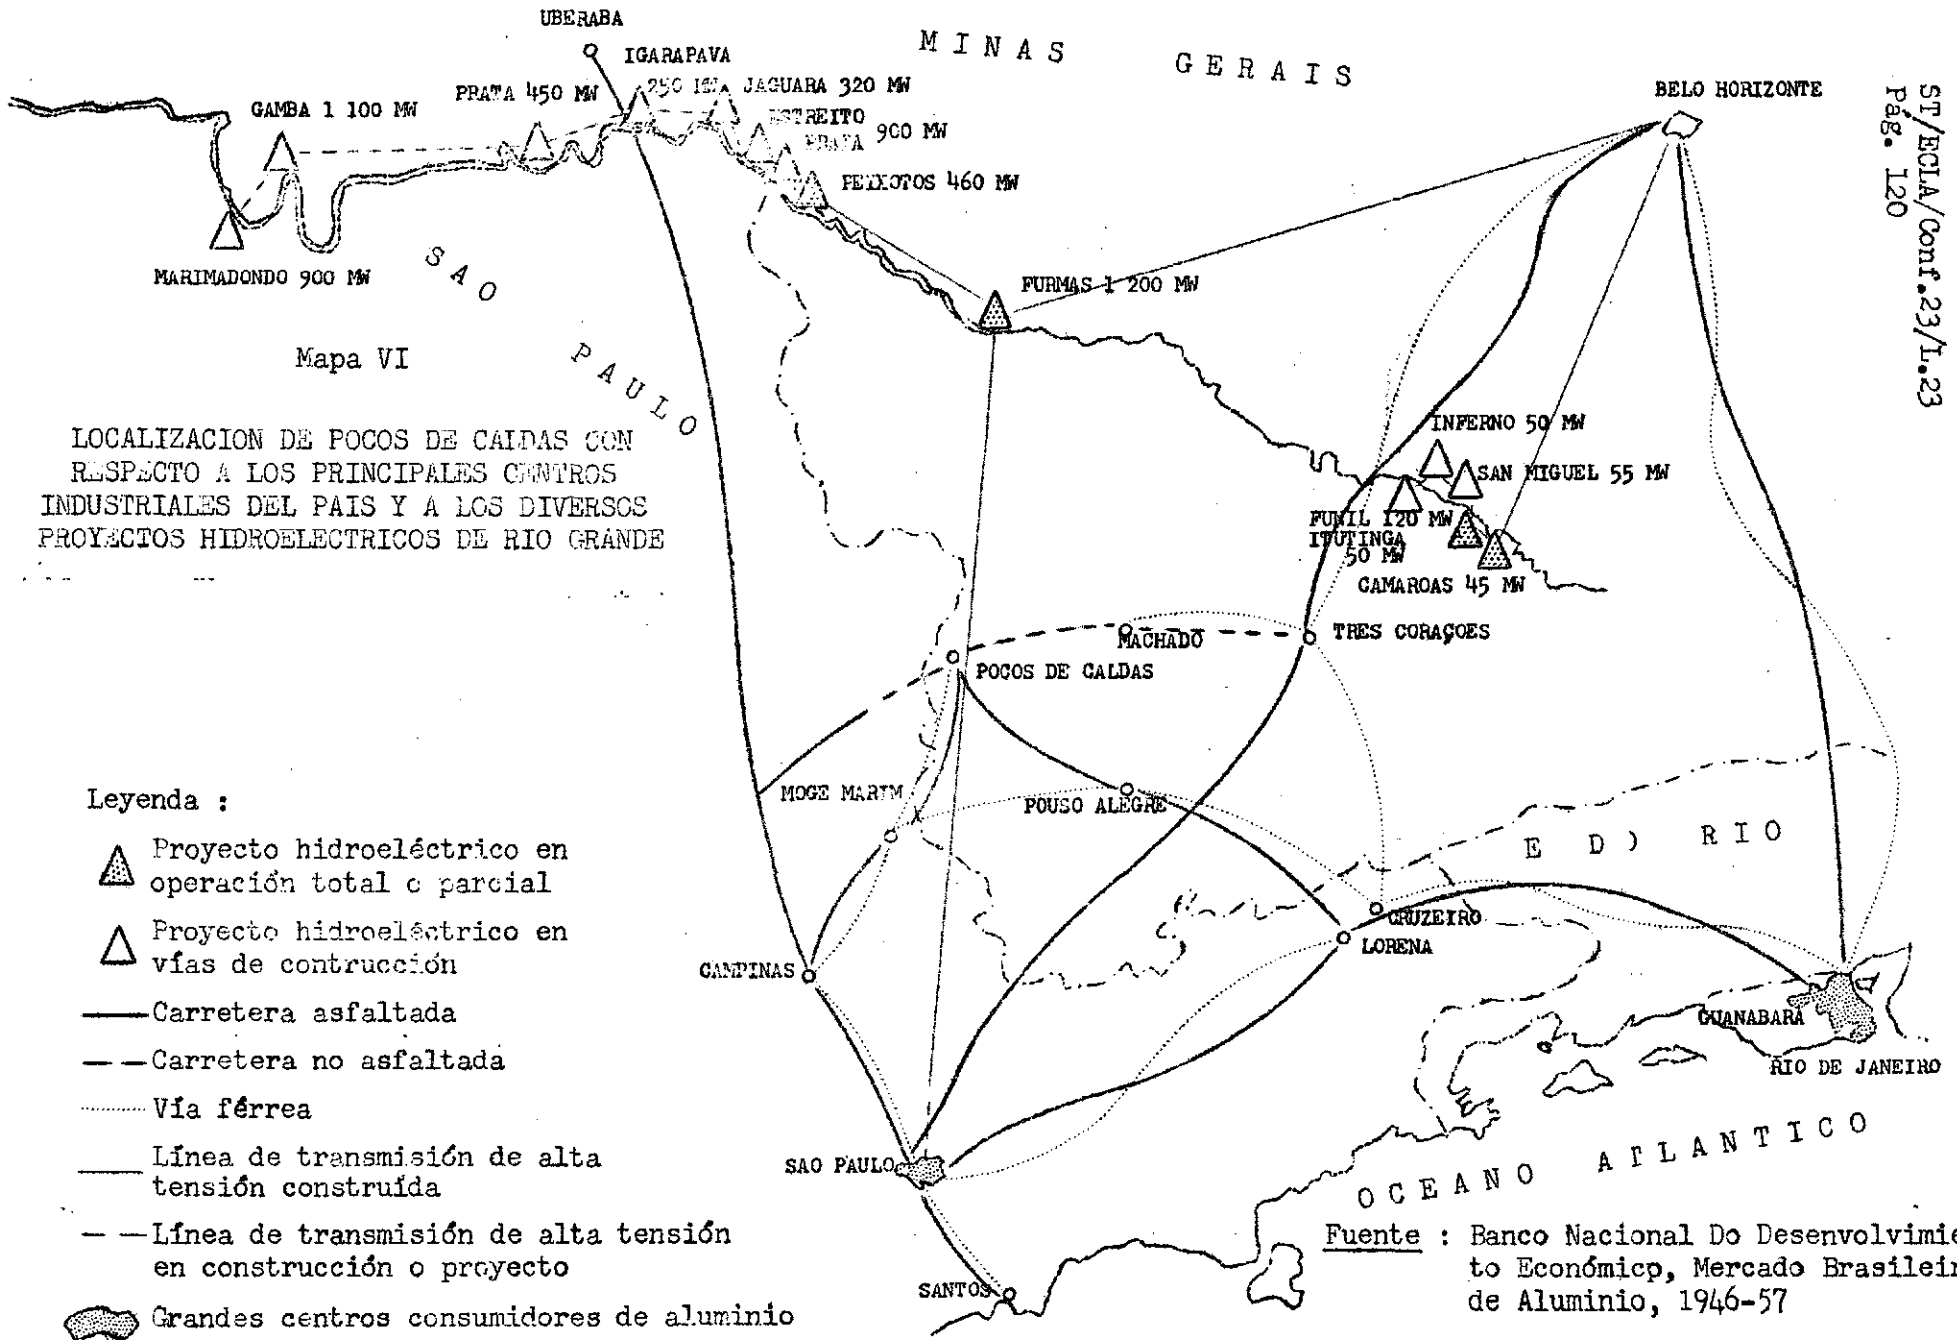 ST/ECLA/Conf.23/L.23
Pág. 120
UBERABA
MINAS GERAIS
IGARAPAVA
BELO HORIZONTE
PRATA 450 MW
250 MW
JAGUARA 320 MW
GAMBA 1 100 MW
ESTREITO
900 MW
PEIXOTOS 460 MW
MARIMADONDO 900 MW
SAO PAULO
FURMAS 1 200 MW
Mapa VI
LOCALIZACION DE POCOS DE CALDAS CON
RESPECTO A LOS PRINCIPALES CENTROS
INDUSTRIALES DEL PAIS Y A LOS DIVERSOS
PROYECTOS HIDROELECTRICOS DE RIO GRANDE
INFERNO 50 MW
SAN MIGUEL 55 MW
FUNIL 120 MW
ITUTINGA
50 MW
CAMAROAS 45 MW
MACHADO
TRES CORAÇOES
POÇOS DE CALDAS
MOGE MARIM
POUSO ALEGRE
E D) RIO
CRUZEIRO
LORENA
CAMPINAS
GUANABARA
RIO DE JANEIRO
SAO PAULO
OCEANO ATLANTICO
SANTOS
Leyenda :
Proyecto hidroeléctrico en
operación total o parcial
Proyecto hidroeléctrico en
vías de contrucción
Carretera asfaltada
Carretera no asfaltada
Vía férrea
Línea de transmisión de alta
tensión construída
Línea de transmisión de alta tensión
en construcción o proyecto
Grandes centros consumidores de aluminio
Fuente : Banco Nacional Do Desenvolvimie
to Económico, Mercado Brasileir
de Aluminio, 1946-57